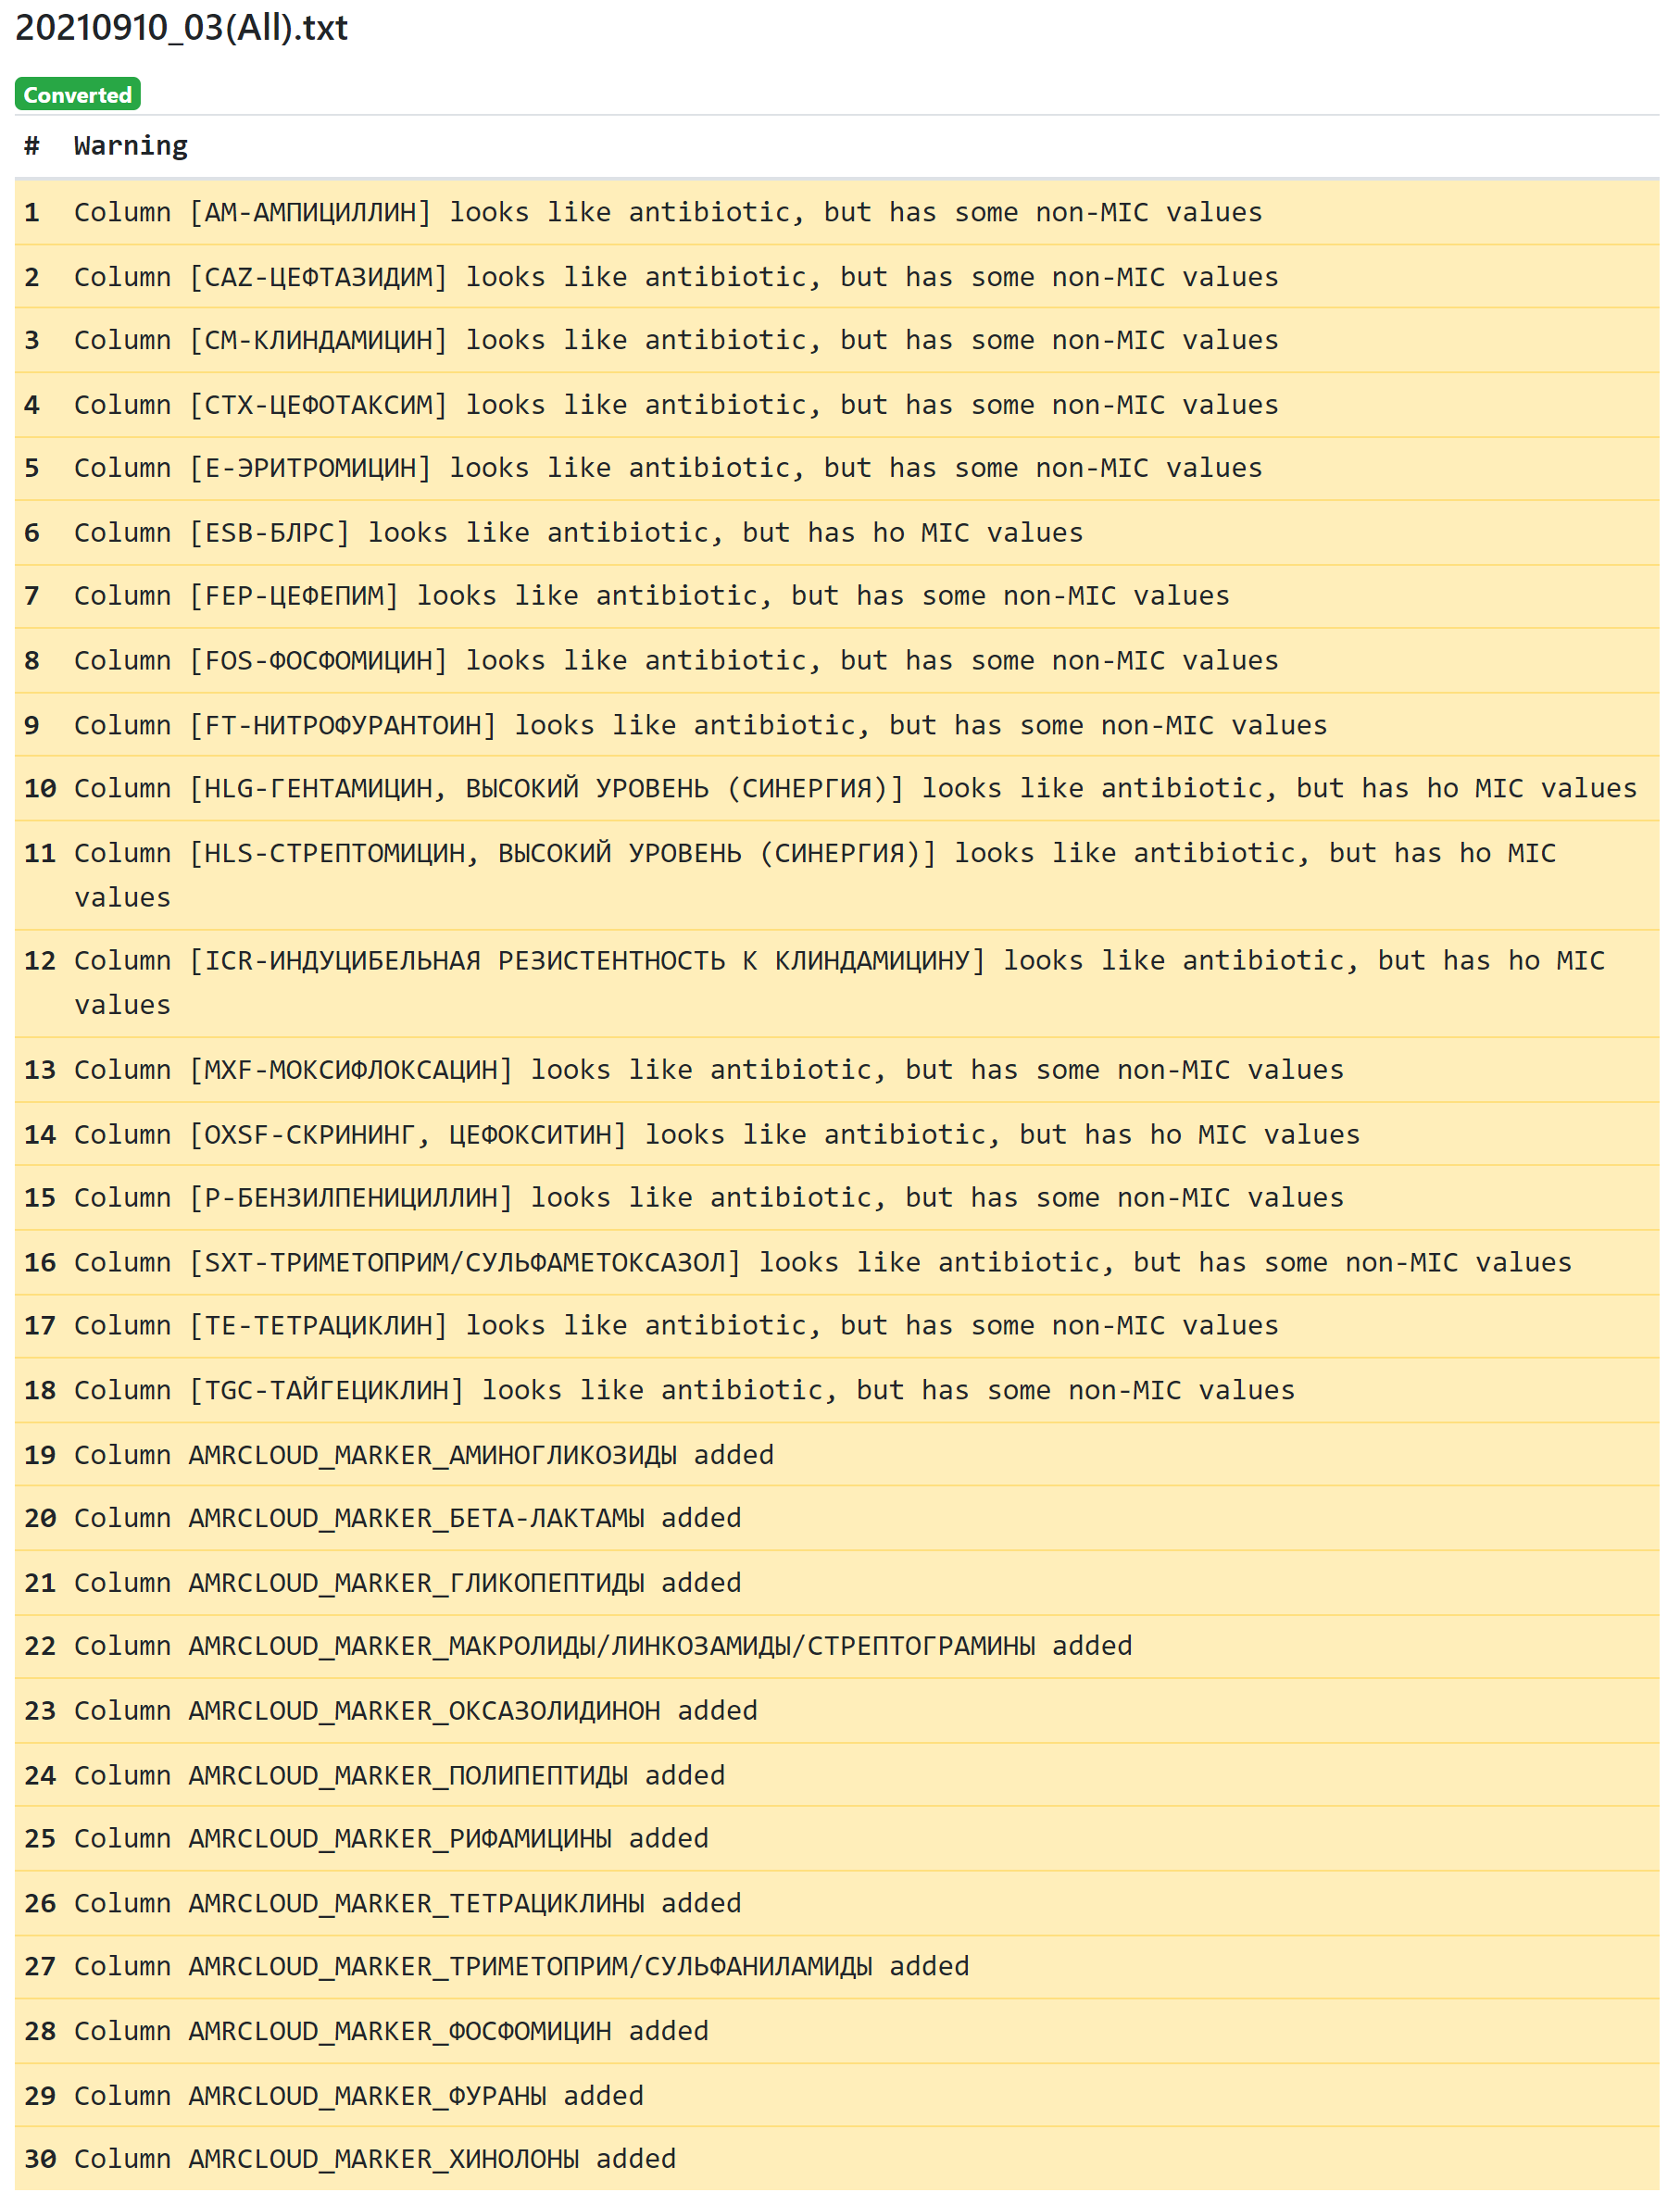 20210910_03(All).txt
Converted
# Warning
1 Column [AM-АМПИЦИЛЛИН] looks like antibiotic, but has some non-MIC values
2 Column [CAZ-ЦЕФТАЗИДИМ] looks like antibiotic, but has some non-MIC values
3 Column [CM-КЛИНДАМИЦИН] looks like antibiotic, but has some non-MIC values
4 Column [CTX-ЦЕФОТАКСИМ] looks like antibiotic, but has some non-MIC values
5 Column [E-ЭРИТРОМИЦИН] looks like antibiotic, but has some non-MIC values
6 Column [ESB-БЛРС] looks like antibiotic, but has ho MIC values
7 Column [FEP-ЦЕФЕПИМ] looks like antibiotic, but has some non-MIC values
8 Column [FOS-ФОСФОМИЦИН] looks like antibiotic, but has some non-MIC values
9 Column [FT-НИТРОФУРАНТОИН] looks like antibiotic, but has some non-MIC values
10 Column [HLG-ГЕНТАМИЦИН, ВЫСОКИЙ УРОВЕНЬ (СИНЕРГИЯ)] looks like antibiotic, but has ho MIC values
11 Column [HLS-СТРЕПТОМИЦИН, ВЫСОКИЙ УРОВЕНЬ (СИНЕРГИЯ)] looks like antibiotic, but has ho MIC
values
12 Column [ICR-ИНДУЦИБЕЛЬНАЯ РЕЗИСТЕНТНОСТЬ К КЛИНДАМИЦИНУ] looks like antibiotic, but has ho MIC
values
13 Column [MXF-МОКСИФЛОКСАЦИН] looks like antibiotic, but has some non-MIC values
14 Column [OXSF-СКРИНИНГ, ЦЕФОКСИТИН] looks like antibiotic, but has ho MIC values
15 Column [P-БЕНЗИЛПЕНИЦИЛЛИН] looks like antibiotic, but has some non-MIC values
16 Column [SXT-ТРИМЕТОПРИМ/СУЛЬФАМЕТОКСАЗОЛ] looks like antibiotic, but has some non-MIC values
17 Column [TE-ТЕТРАЦИКЛИН] looks like antibiotic, but has some non-MIC values
18 Column [TGC-ТАЙГЕЦИКЛИН] looks like antibiotic, but has some non-MIC values
19 Column AMRCLOUD_MARKER_АМИНОГЛИКОЗИДЫ added
20 Column AMRCLOUD_MARKER_БЕТА-ЛАКТАМЫ added
21 Column AMRCLOUD_MARKER_ГЛИКОПЕПТИДЫ added
22 Column AMRCLOUD_MARKER_МАКРОЛИДЫ/ЛИНКОЗАМИДЫ/СТРЕПТОГРАМИНЫ added
23 Column AMRCLOUD_MARKER_ОКСАЗОЛИДИНОН added
24 Column AMRCLOUD_MARKER_ПОЛИПЕПТИДЫ added
25 Column AMRCLOUD_MARKER_РИФАМИЦИНЫ added
26 Column AMRCLOUD_MARKER_ТЕТРАЦИКЛИНЫ added
27 Column AMRCLOUD_MARKER_ТРИМЕТОПРИМ/СУЛЬФАНИЛАМИДЫ added
28 Column AMRCLOUD_MARKER_ФОСФОМИЦИН added
29 Column AMRCLOUD_MARKER_ФУРАНЫ added
30 Column AMRCLOUD_MARKER_ХИНОЛОНЫ added